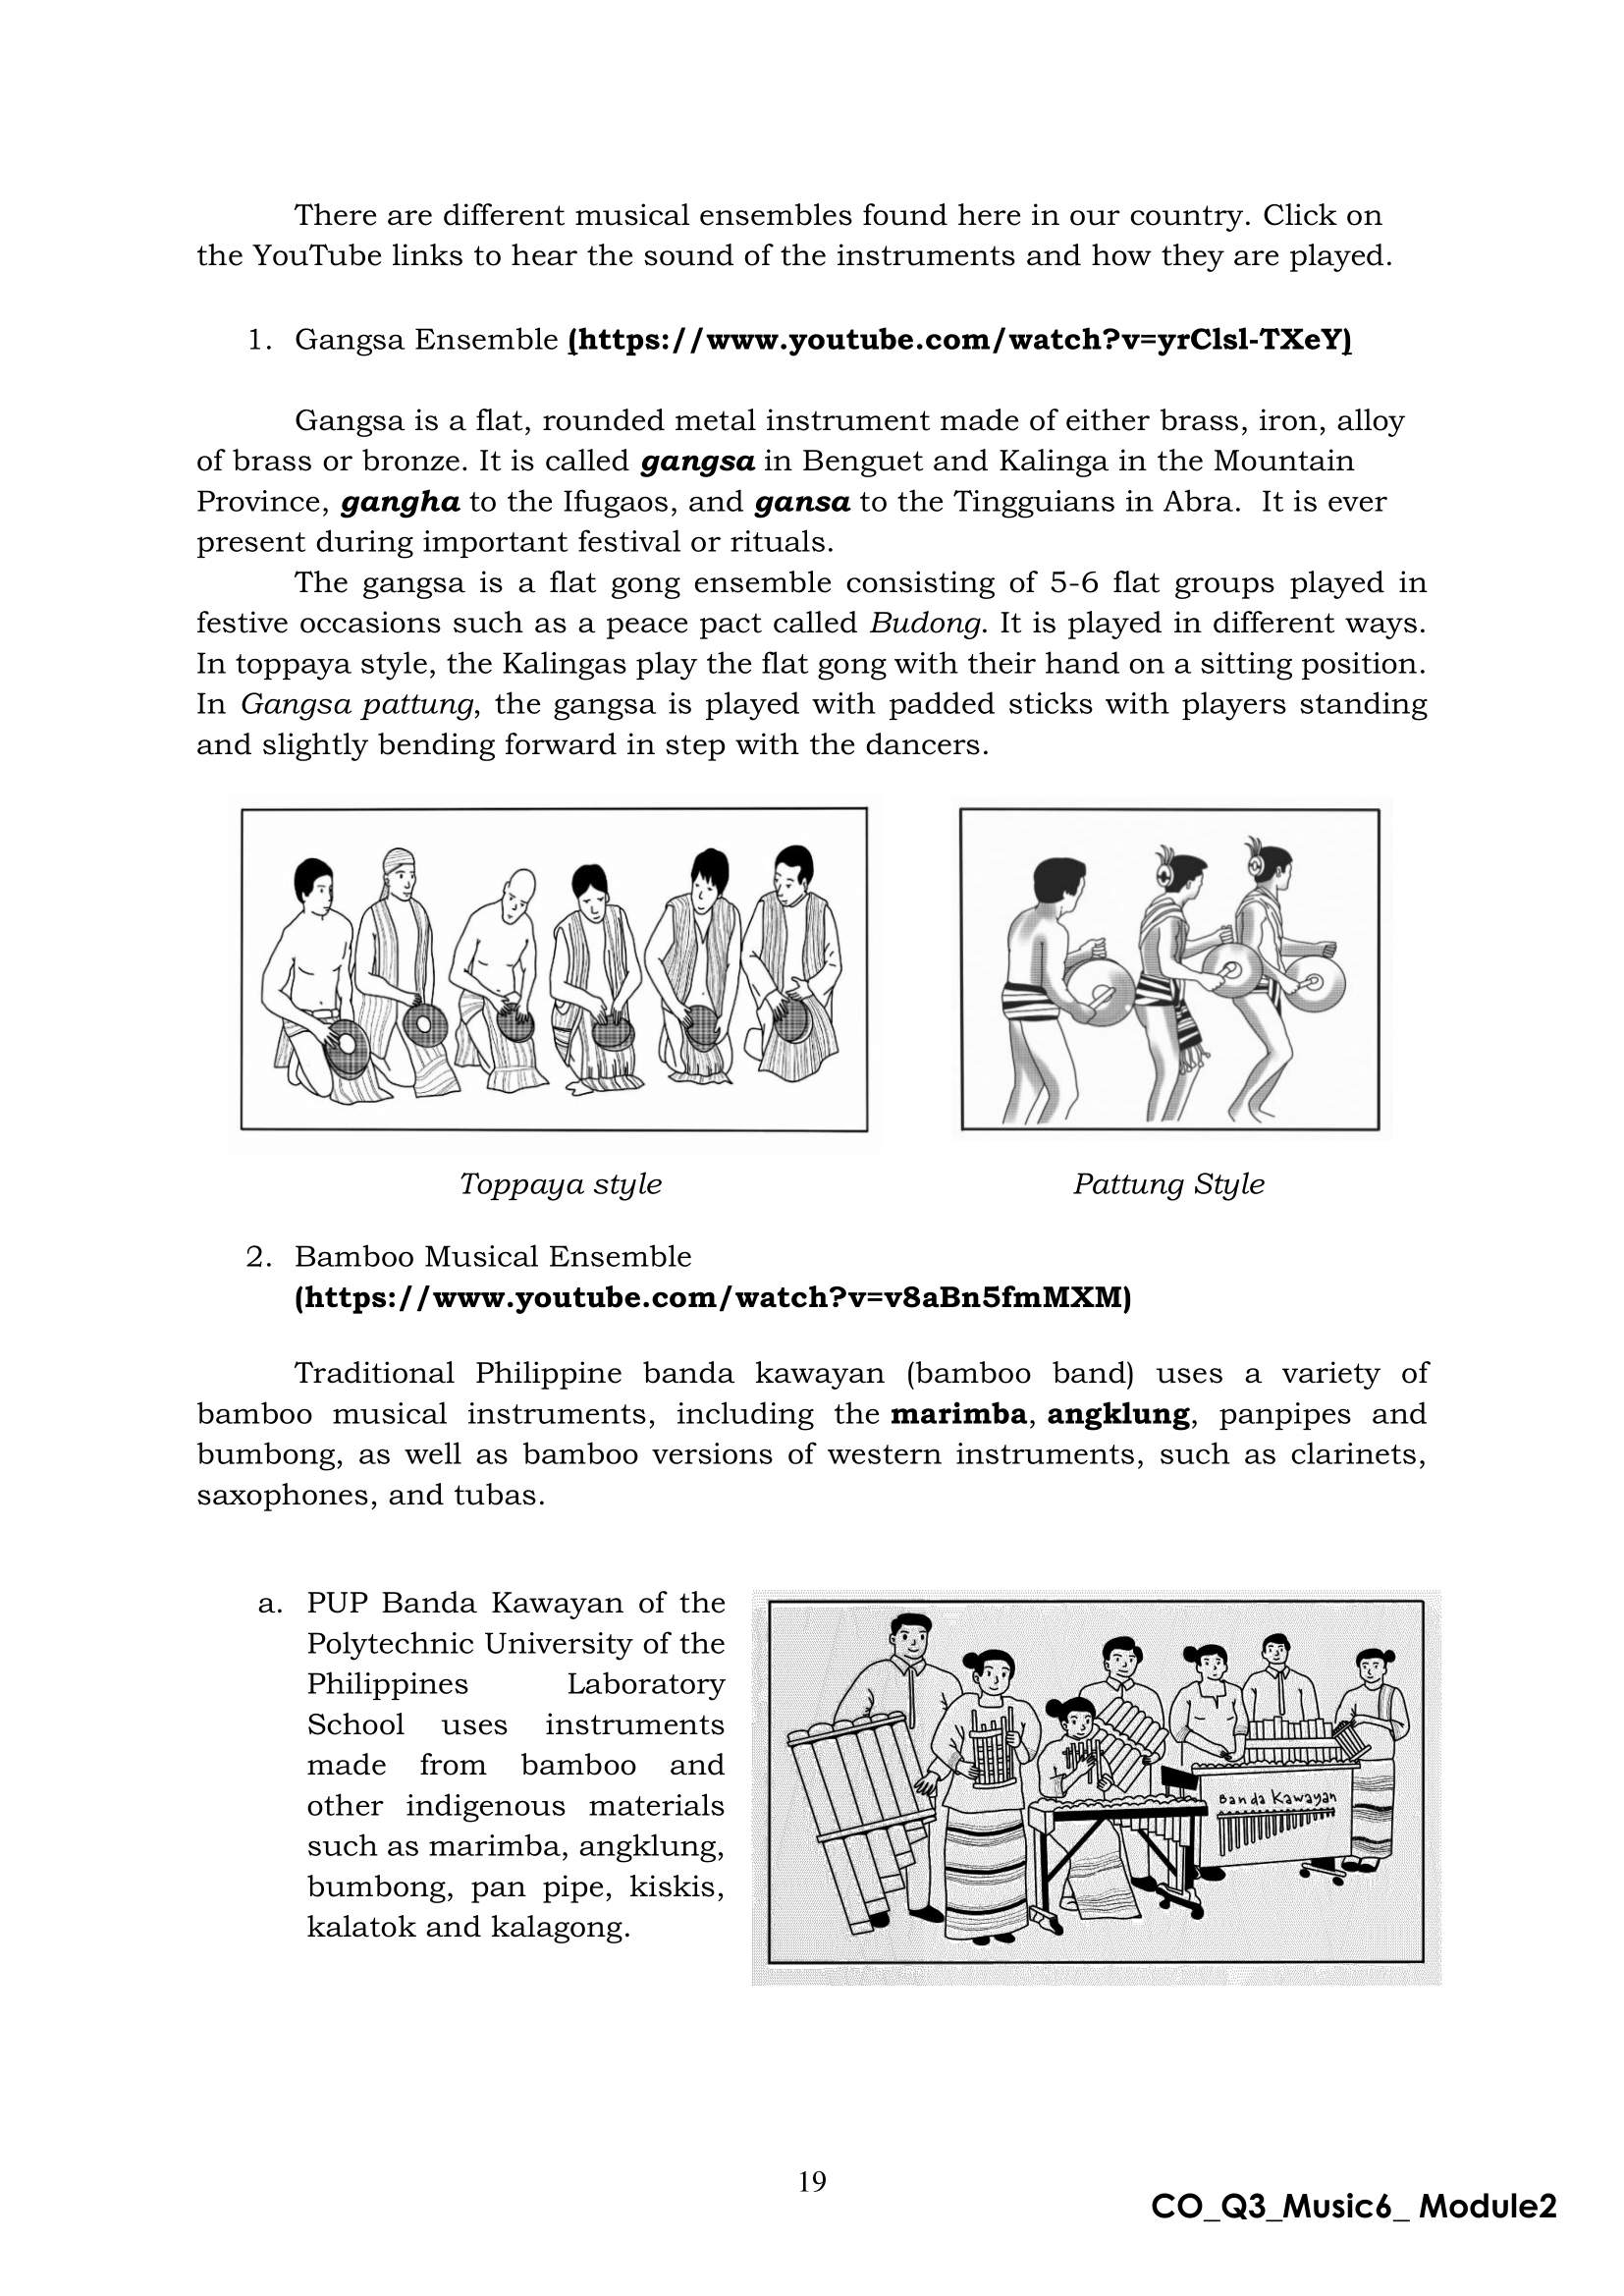 There are different musical ensembles found here in our country. Click on
the YouTube links to hear the sound of the instruments and how they are played.
1. Gangsa Ensemble (https://www.youtube.com/watch?v=yrClsl-TXeY)
Gangsa is a flat, rounded metal instrument made of either brass, iron, alloy
of brass or bronze. It is called gangsa in Benguet and Kalinga in the Mountain
Province, gangha to the Ifugaos, and gansa to the Tingguians in Abra. It is ever
present during important festival or rituals.
The gangsa is a flat gong ensemble consisting of 5-6 flat groups played in
festive occasions such as a peace pact called Budong. It is played in different ways.
In toppaya style, the Kalingas play the flat gong with their hand on a sitting position.
In Gangsa pattung, the gangsa is played with padded sticks with players standing
and slightly bending forward in step with the dancers.
Toppaya style
Pattung Style
2. Bamboo Musical Ensemble
(https://www.youtube.com/watch?v=v8aBn5fmMXM)
Traditional Philippine banda kawayan (bamboo band) uses a variety of
bamboo musical instruments, including the marimba, angklung, panpipes and
bumbong, as well as bamboo versions of western instruments, such as clarinets,
saxophones, and tubas.
a. PUP Banda Kawayan of the
Polytechnic University of the
Philippines Laboratory
School uses instruments
made from bamboo and
other indigenous materials
such as marimba, angklung,
bumbong, pan pipe, kiskis,
kalatok and kalagong.
Banda Kawayan
19
CO_Q3_Music6_ Module2